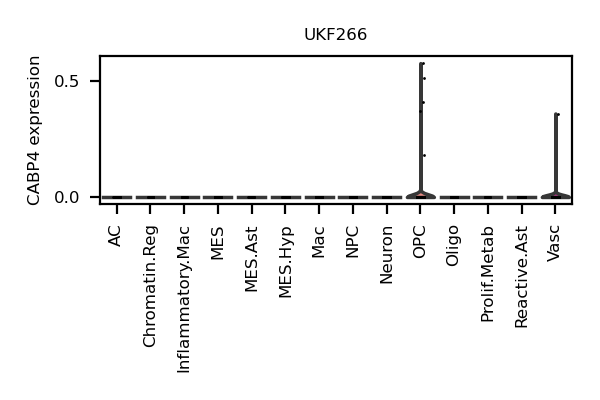 UKF266
CABP4 expression
0.5
0.0
AC
Chromatin.Reg
Inflammatory.Mac
MES
MES.Ast
MES.Hyp
Mac
NPC
Neuron
OPC
Oligo
Prolif.Metab
Reactive.Ast
Vasc